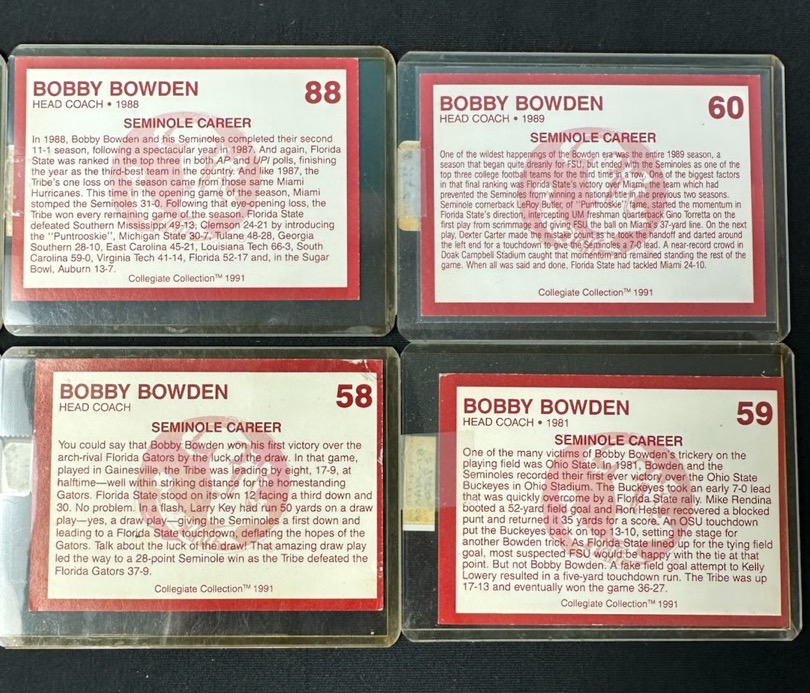 BOBBY BOWDEN
88
HEAD COACH • 1988
SEMINOLE CAREER
In 1988, Bobby Bowden and his Seminoles completed their second
11-1 season, following a spectacular year in 1987. And again, Florida
State was ranked in the top three in both AP and UPI polls, finishing
the year as the third-best team in the country. And like 1987, the
Tribe's one loss on the season came from those same Miami
Hurricanes. This time in the opening game of the season, Miami
stomped the Seminoles 31-0. Following that eye-opening loss, the
Tribe won every remaining game of the season. Florida State
defeated Southern Mississippi 49-13, Clemson 24-21 by introducing
the "Puntrooskie", Michigan State 30-7, Tulane 48-28, Georgia
Southern 28-10, East Carolina 45-21, Louisiana Tech 66-3, South
Carolina 59-0, Virginia Tech 41-14, Florida 52-17 and, in the Sugar
Bowl, Auburn 13-7.
Collegiate Collection™ 1991
BOBBY BOWDEN
60
HEAD COACH • 1989
SEMINOLE CAREER
One of the wildest happenings of the Bowden era was the entire 1989 season, a
season that began quite drearily for FSU, but ended with the Seminoles as one of the
top three college football teams for the third time in a row. One of the biggest factors
in that final ranking was Florida State's victory over Miami, the team which had
prevented the Seminoles from winning a national title in the previous two seasons.
Seminole cornerback LeRoy Butler, of "Puntrooskie" fame, started the momentum in
Florida State's direction, intercepting UM freshman quarterback Gino Torretta on the
first play from scrimmage and giving FSU the ball on Miami's 37-yard line. On the next
play, Dexter Carter made the mistake count as he took the handoff and darted around
the left end for a touchdown and Seminole 7-0 lead. A near-record crowd in
Doak Campbell Stadium caught that momentum and remained standing the rest of the
game. When all was said and done, Florida State had tackled Miami 24-10.
Collegiate Collection™ 1991
BOBBY BOWDEN
58
HEAD COACH
SEMINOLE CAREER
You could say that Bobby Bowden won his first victory over the
arch-rival Florida Gators by the luck of the draw. In that game,
played in Gainesville, the Tribe was leading by eight, 17-9, at
halftime—well within striking distance of the homestanding
Gators. Florida State stood on its own 12 facing a third down and
30. No problem. Larry Key had run 50 yards on a draw
play—yes, a draw play—to give the Seminoles a first down and
leading to a Florida State touchdown, deflating the hopes of the
Gators. Talk about the luck of the draw! That amazing draw play
led the way to a 28-point Seminole win as the Tribe defeated the
Florida Gators 37-9.
Collegiate Collection™ 1991
BOBBY BOWDEN
59
HEAD COACH • 1981
SEMINOLE CAREER
One of the many victims of Bobby Bowden's trickery on the
playing field was Ohio State. In 1981, Bowden and the
Seminoles recorded their first ever victory over the Ohio State
Buckeyes in Ohio Stadium. The Buckeyes took an early 7-0 lead
that was quickly overcome by a Florida State rally. Mike Rendina
booted a 52-yard field goal and Ron Hester recovered a blocked
punt and returned it 35 yards for a score. An OSU touchdown
put the Buckeyes back on top 13-10, setting the stage for
another Bowden trick. As Florida State lined up for the tying field
goal, most suspected FSU would be happy with the tie at that
point. But not Bobby Bowden. A fake field goal attempt to Kelly
Lowery resulted in a five-yard touchdown run. The Tribe was up
17-13 and eventually won the game 36-27.
Collegiate Collection™ 1991